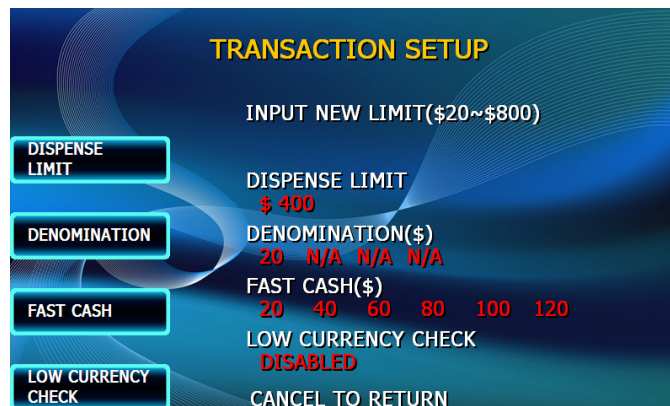 TRANSACTION SETUP
INPUT NEW LIMIT($20~$800)
DISPENSE
LIMIT
DISPENSE LIMIT
$ 400
DENOMINATION
DENOMINATION($)
20 N/A N/A N/A
FAST CASH
FAST CASH($)
20 40 60 80 100 120
LOW CURRENCY CHECK
DISABLED
LOW CURRENCY
CHECK
CANCEL TO RETURN